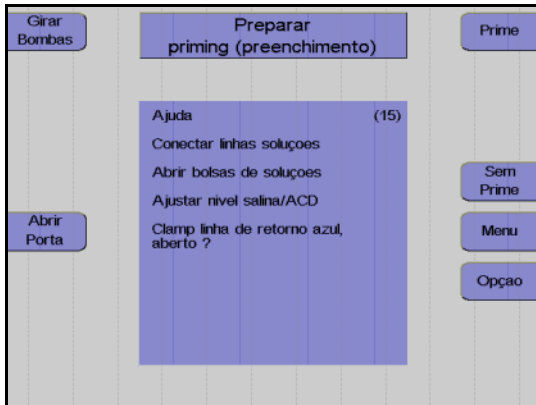 Girar
Bombas
Preparar
priming (preenchimento)
Prime
Ajuda (15)
Conectar linhas soluçoes
Abrir bolsas de soluçoes
Ajustar nivel salina/ACD
Clamp linha de retorno azul,
aberto ?
Sem
Prime
Abrir
Porta
Menu
Opçao